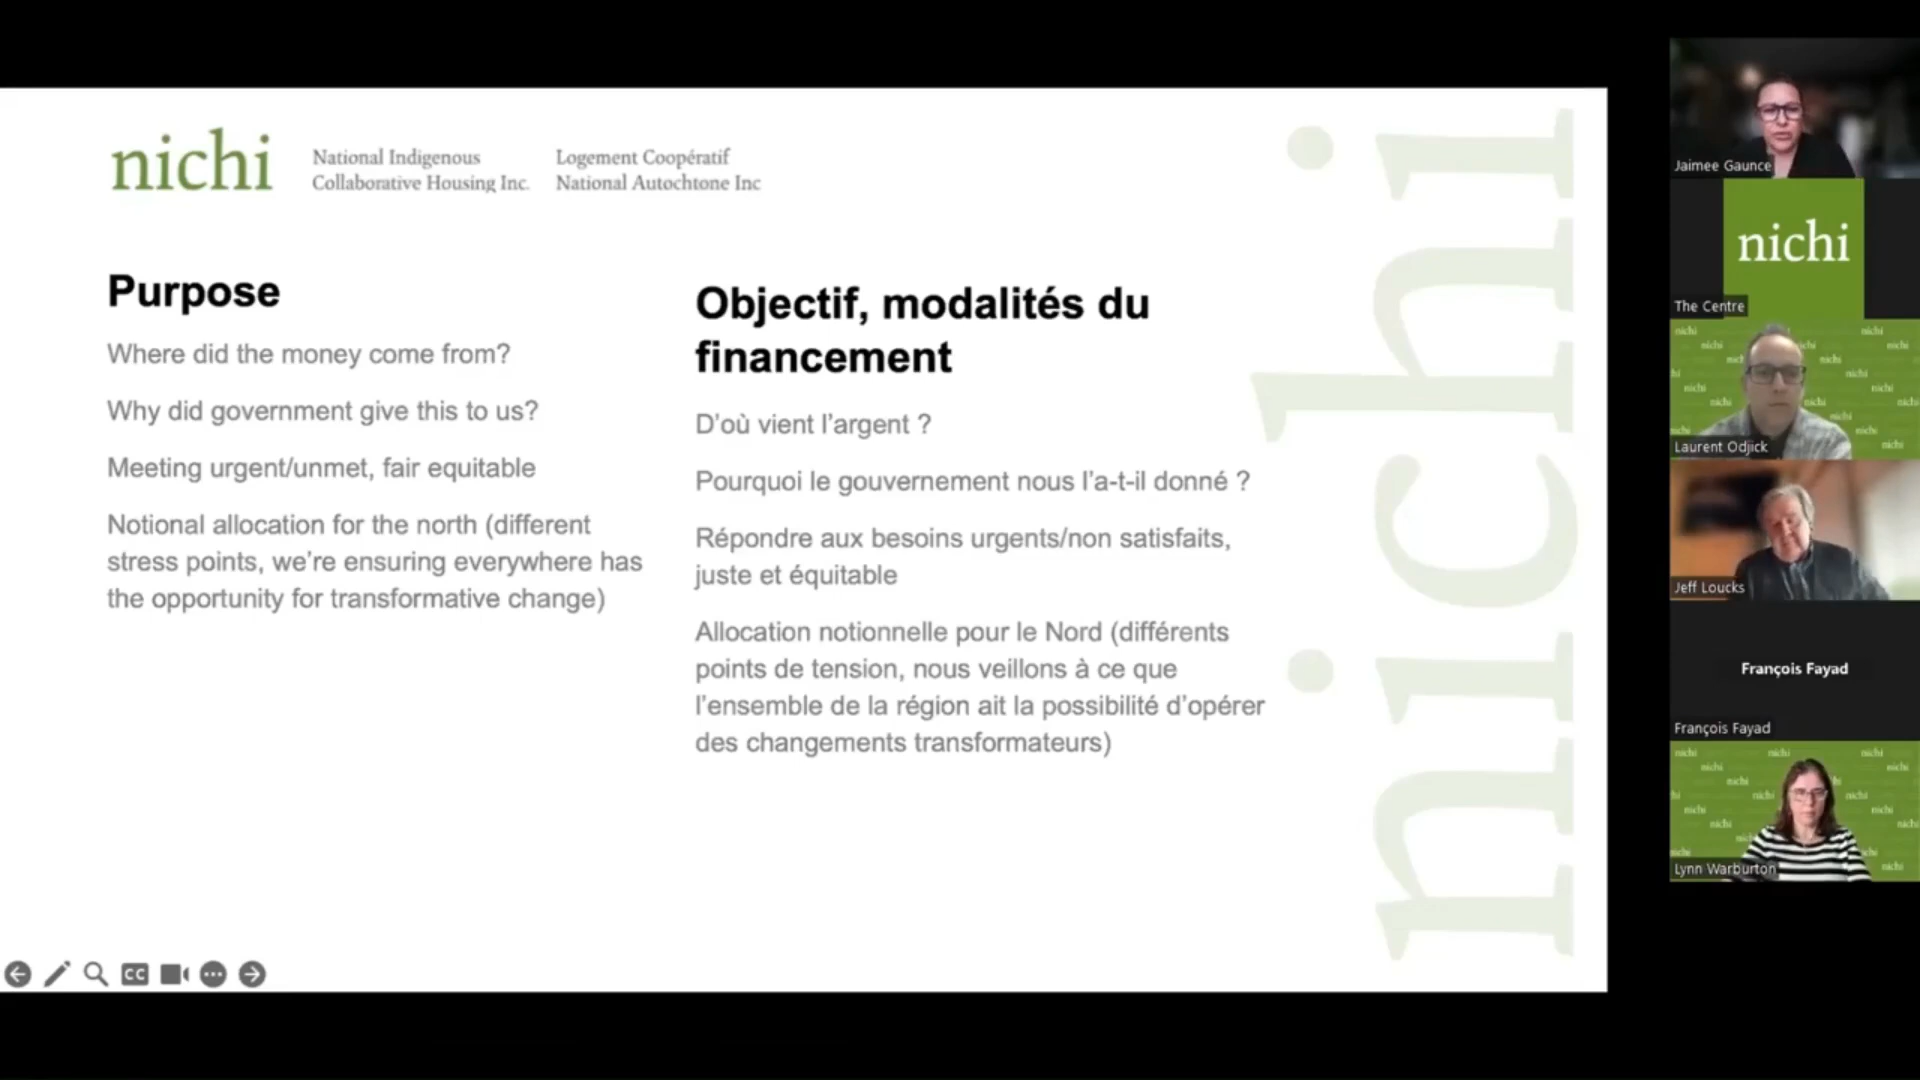 nichi
National Indigenous
Collaborative Housing Inc.
Logement Coopératif
National Autochtone Inc
Purpose
Where did the money come from?
Why did government give this to us?
Meeting urgent/unmet, fair equitable
Notional allocation for the north (different
stress points, we're ensuring everywhere has
the opportunity for transformative change)
Objectif, modalités du
financement
D'où vient l'argent ?
Pourquoi le gouvernement nous l'a-t-il donné ?
Répondre aux besoins urgents/non satisfaits,
juste et équitable
Allocation notionnelle pour le Nord (différents
points de tension, nous veillons à ce que
l'ensemble de la région ait la possibilité d'opérer
des changements transformateurs)
nichi
CC
Jaimee Gaunce
nichi
The Centre
Laurent Odjick
Jeff Loucks
François Fayad
François Fayad
Lynn Warburton